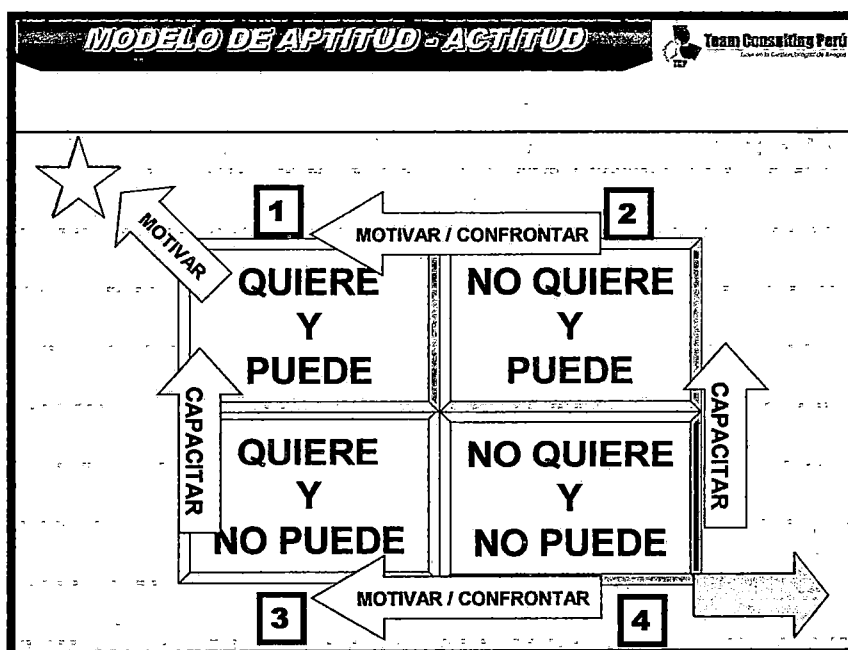 MODELO DE APTITUD - ACTITUD
Team Consulting Perú
TCP
1
2
MOTIVAR
MOTIVAR / CONFRONTAR
QUIERE
Y
PUEDE
NO QUIERE
Y
PUEDE
CAPACITAR
CAPACITAR
QUIERE
Y
NO PUEDE
NO QUIERE
Y
NO PUEDE
MOTIVAR / CONFRONTAR
3
4